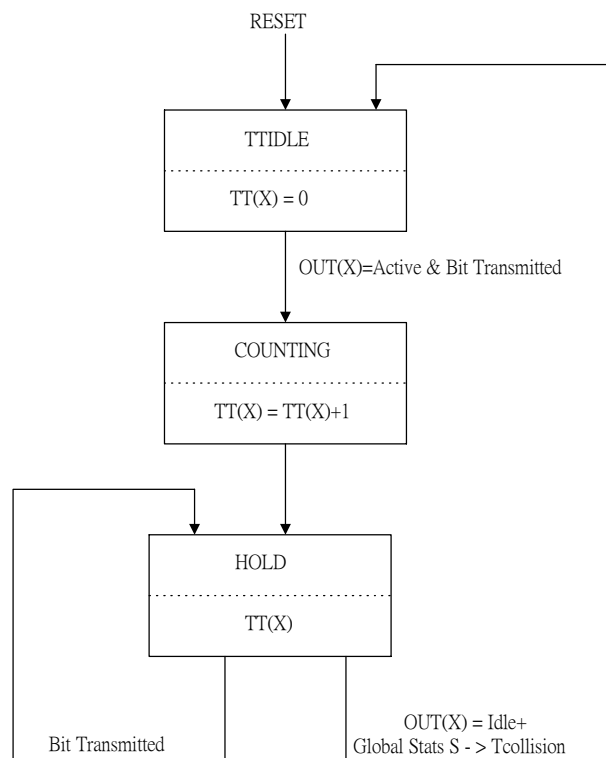 RESET
TTIDLE
TT(X) = 0
OUT(X)=Active & Bit Transmitted
COUNTING
TT(X) = TT(X)+1
HOLD
TT(X)
Bit Transmitted
OUT(X) = Idle+
Global Stats S - > Tcollision